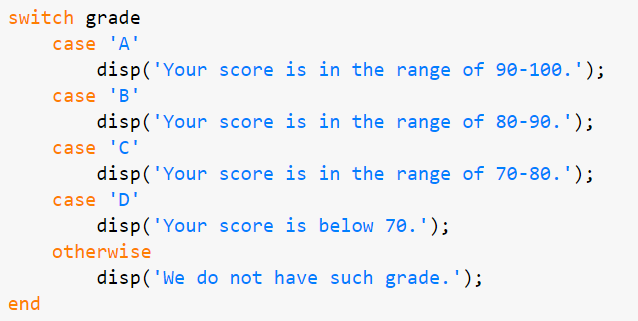 switch grade
    case 'A'
        disp('Your score is in the range of 90-100.');
    case 'B'
        disp('Your score is in the range of 80-90.');
    case 'C'
        disp('Your score is in the range of 70-80.');
    case 'D'
        disp('Your score is below 70.');
    otherwise
        disp('We do not have such grade.');
end